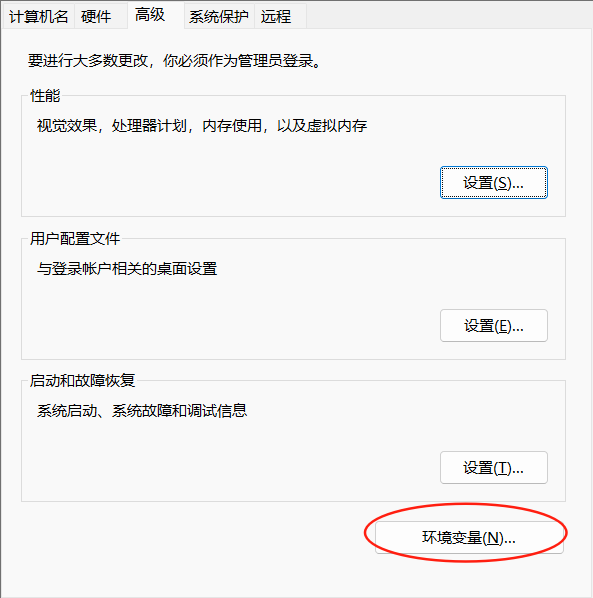 计算机名 硬件 高级 系统保护 远程
要进行大多数更改，你必须作为管理员登录。
性能
视觉效果，处理器计划，内存使用，以及虚拟内存
设置(S)...
用户配置文件
与登录帐户相关的桌面设置
设置(E)...
启动和故障恢复
系统启动、系统故障和调试信息
设置(T)...
环境变量(N)...